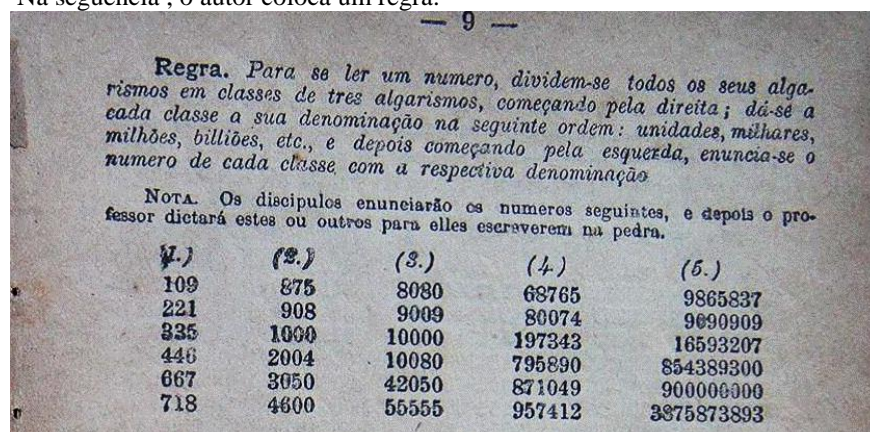 Na seguência , o autor coloca um regra:
— 9 —
Regra. Para se ler um numero, dividem-se todos os seus alga-
rismos em classes de tres algarismos, começando pela direita; dá-se a
cada classe a sua denominação na seguinte ordem: unidades, milhares,
milhões, billiões, etc., e depois começando pela esquerda, enuncia-se o
numero de cada classe com a respectiva denominação
NOTA. Os discipulos enunciarão os numeros seguintes, e depois o pro-
fessor dictará estes ou outros para elles escreverem na pedra.
(1.) (2.) (3.) (4.) (5.)
109 875 8080 68765 9865837
221 908 9009 80074 9090909
335 1000 10000 197343 16593207
446 2004 10080 795890 854389300
667 3050 42050 871049 900000000
718 4600 55555 957412 3875873893